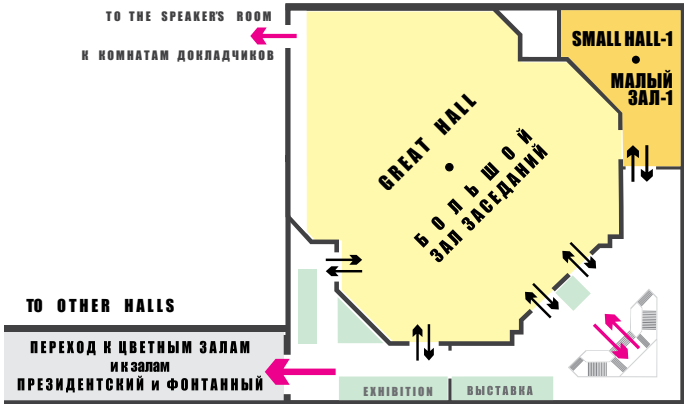 TO THE SPEAKER'S ROOM
К КОМНАТАМ ДОКЛАДЧИКОВ
SMALL HALL-1
МАЛЫЙ
ЗАЛ-1
GREAT HALL
БОЛЬШОЙ
ЗАЛ ЗАСЕДАНИЙ
TO OTHER HALLS
ПЕРЕХОД К ЦВЕТНЫМ ЗАЛАМ
и к залам
ПРЕЗИДЕНТСКИЙ и ФОНТАННЫЙ
EXHIBITION
ВЫСТАВКА